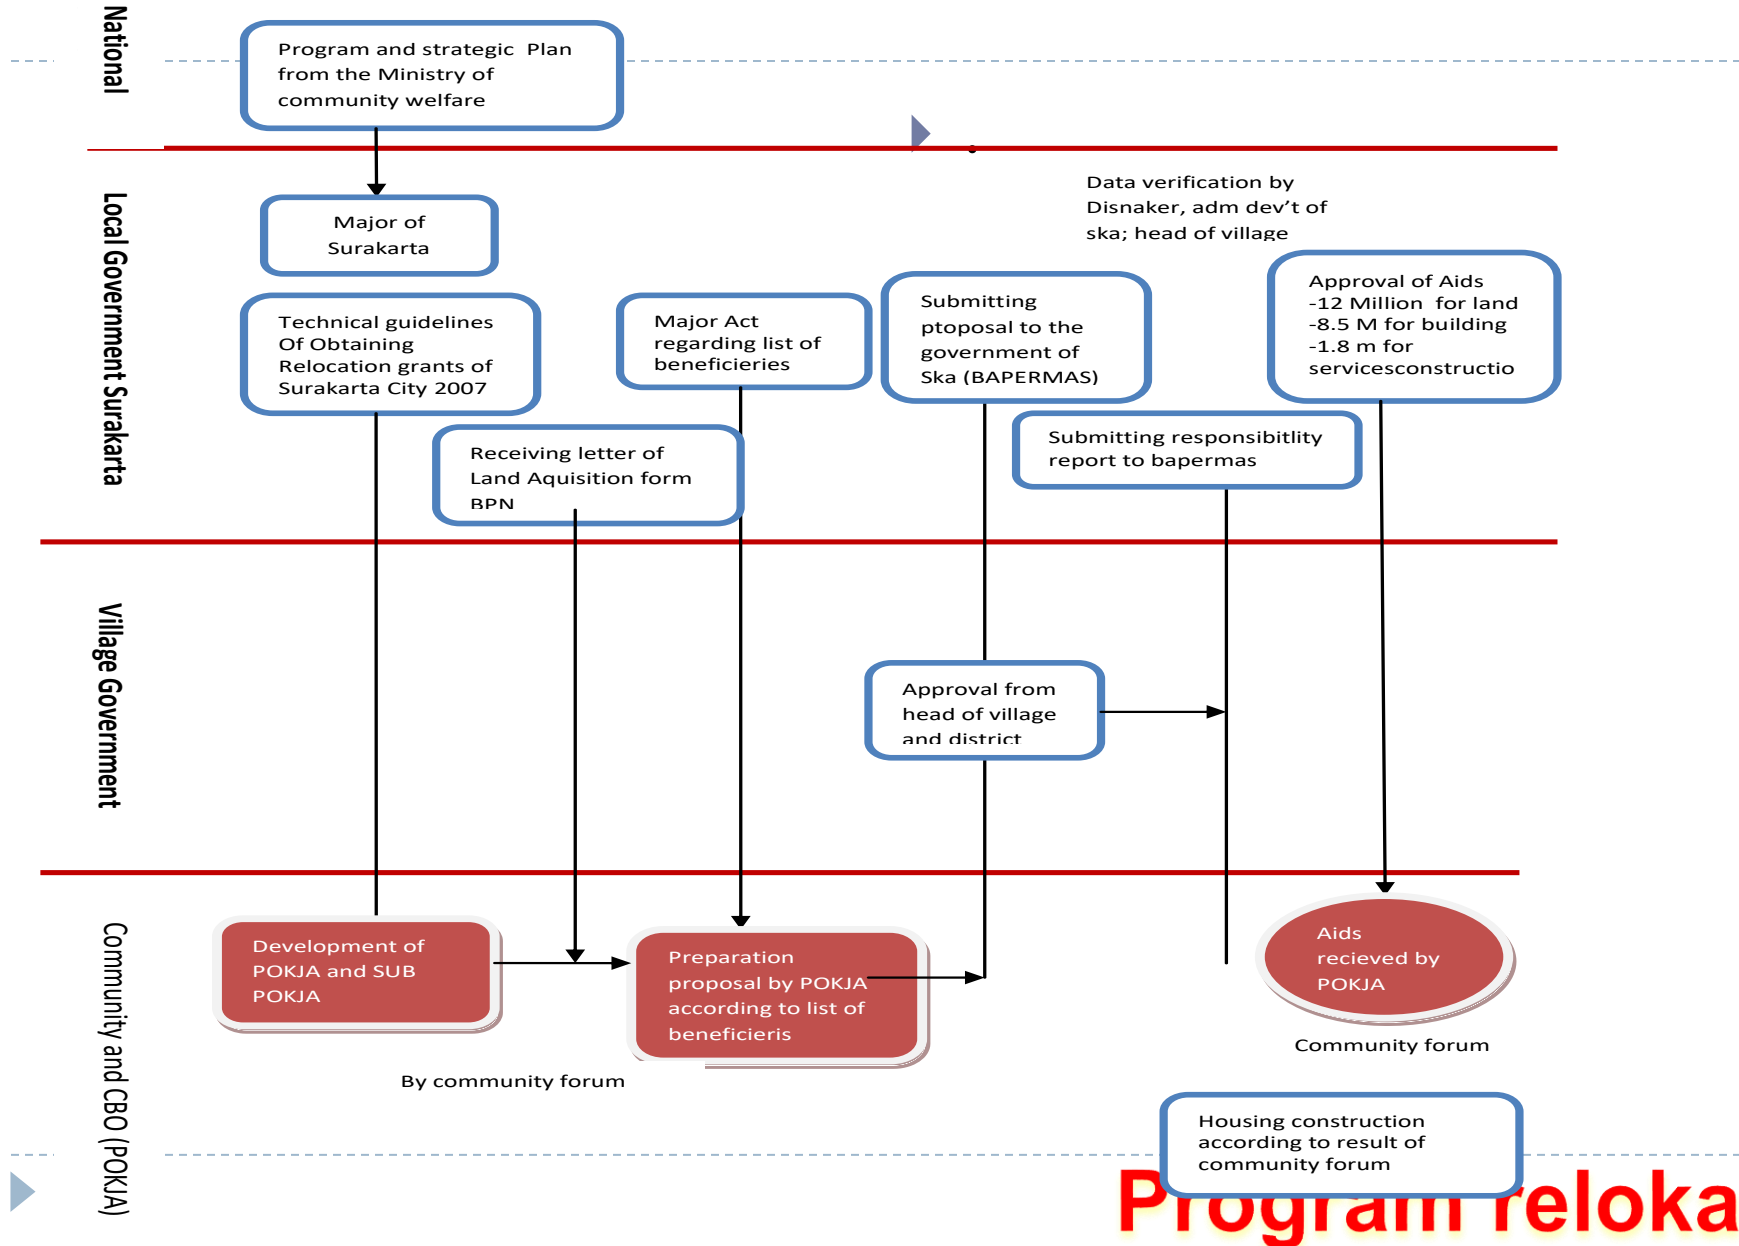 National
Program and strategic Plan
from the Ministry of
community welfare
Local Government Surakarta
Major of
Surakarta
Data verification by
Disnaker, adm dev't of
ska; head of village
Technical guidelines
Of Obtaining
Relocation grants of
Surakarta City 2007
Major Act
regarding list of
beneficieries
Submitting
ptoposal to the
government of
Ska (BAPERMAS)
Approval of Aids
-12 Million for land
-8.5 M for building
-1.8 m for
servicesconstructio
Receiving letter of
Land Aquisition form
BPN
Submitting responsibitlity
report to bapermas
Village Government
Approval from
head of village
and district
Community and CBO (POKJA)
Development of
POKJA and SUB
POKJA
Preparation
proposal by POKJA
according to list of
beneficieris
Aids
recieved by
POKJA
Community forum
By community forum
Housing construction
according to result of
community forum
Program reloka